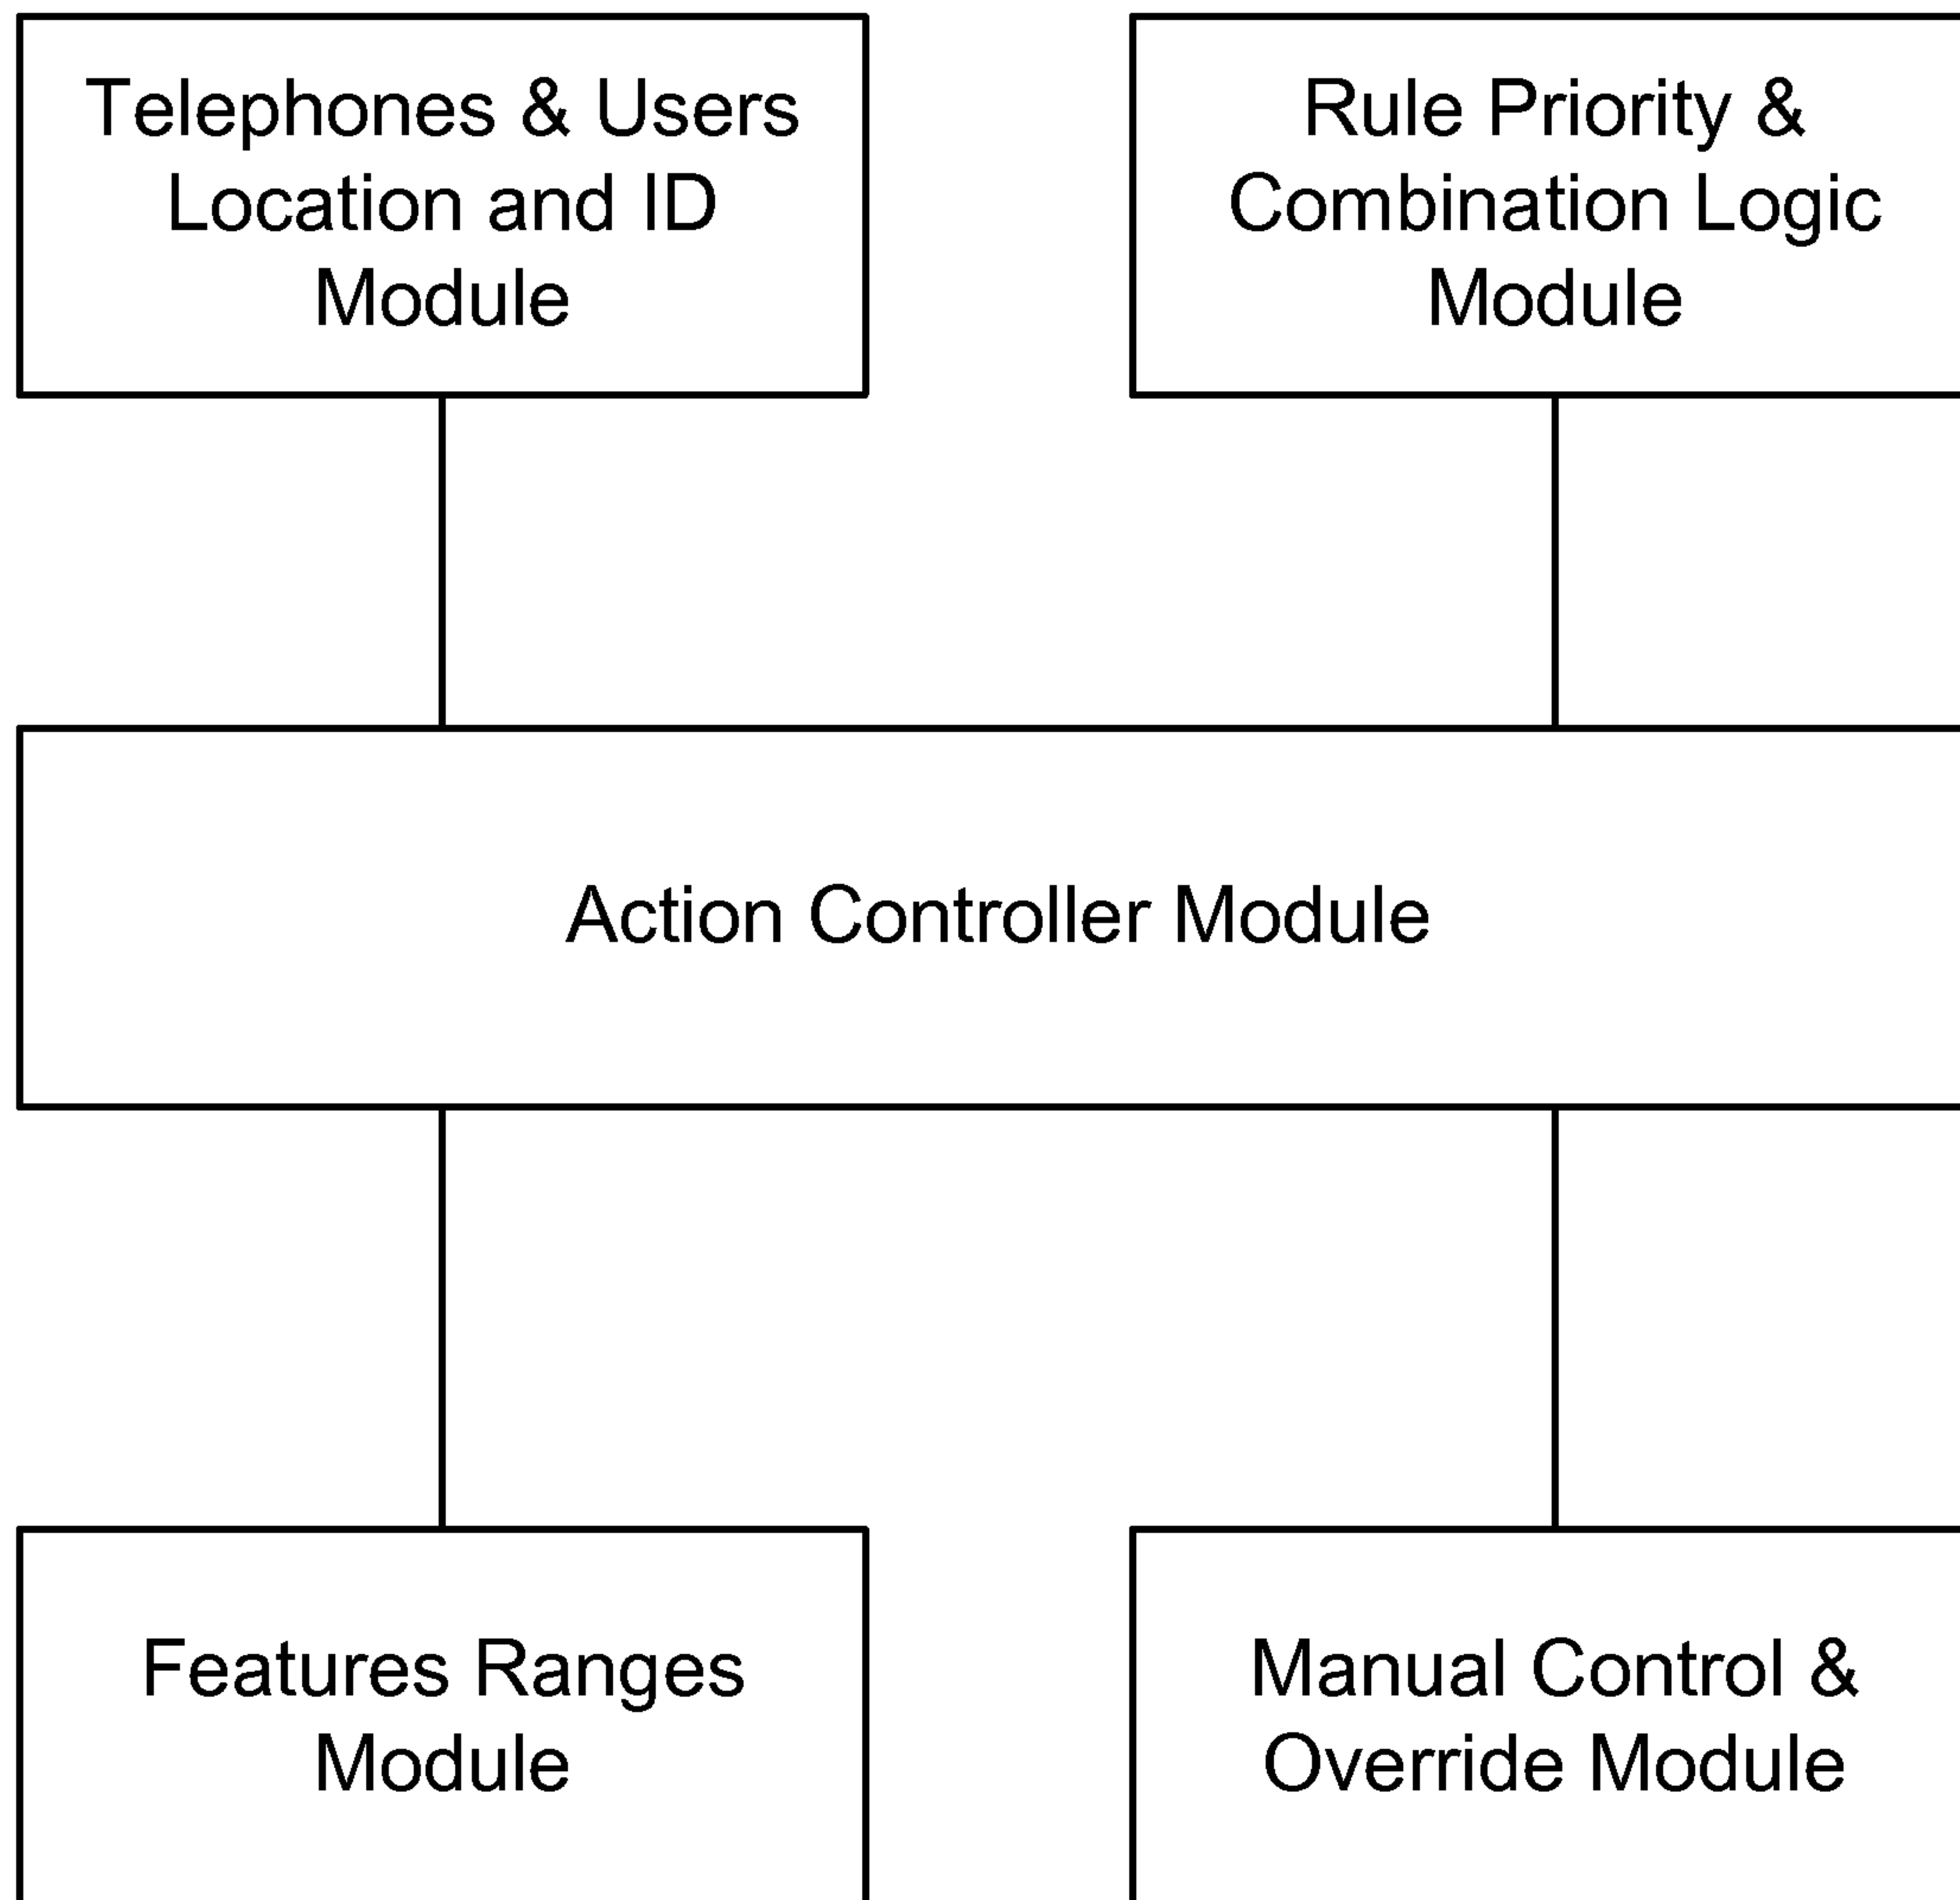 Telephones & Users
Location and ID
Module
Rule Priority &
Combination Logic
Module
Action Controller Module
Features Ranges
Module
Manual Control &
Override Module